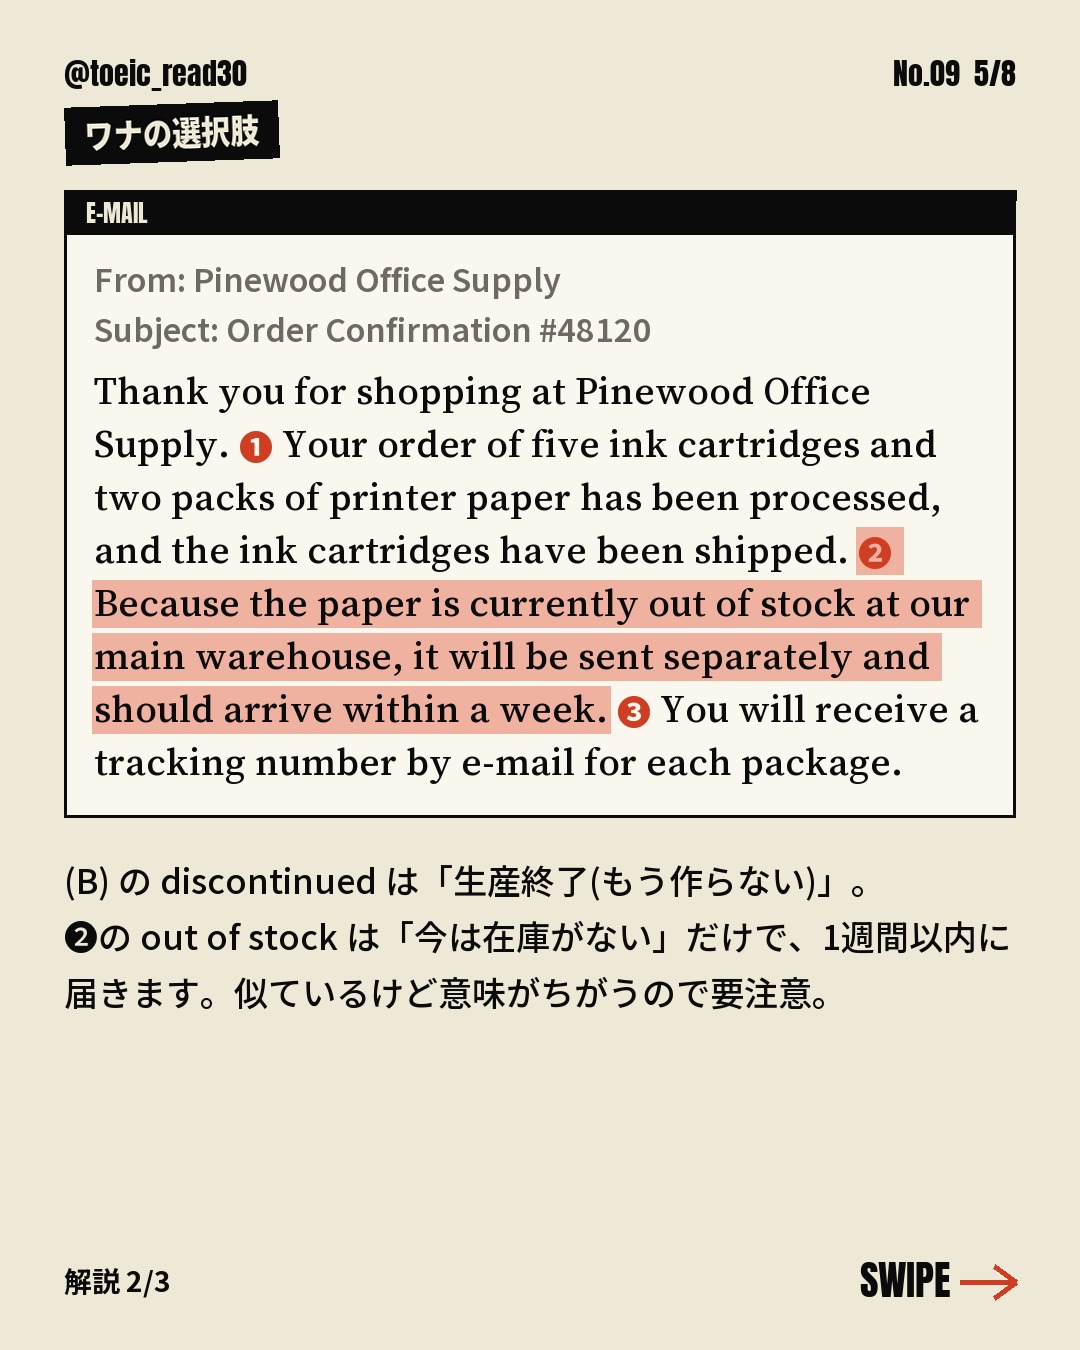 @toeic_read30
No.09 5/8
ワナの選択肢
E-MAIL
From: Pinewood Office Supply
Subject: Order Confirmation #48120
Thank you for shopping at Pinewood Office
Supply. ❶ Your order of five ink cartridges and
two packs of printer paper has been processed,
and the ink cartridges have been shipped. ❷
Because the paper is currently out of stock at our
main warehouse, it will be sent separately and
should arrive within a week. ❸ You will receive a
tracking number by e-mail for each package.
(B) の discontinued は「生産終了(もう作らない)」。
❷の out of stock は「今は在庫がない」だけで、1週間以内に
届きます。似ているけど意味がちがうので要注意。
解説 2/3
SWIPE →